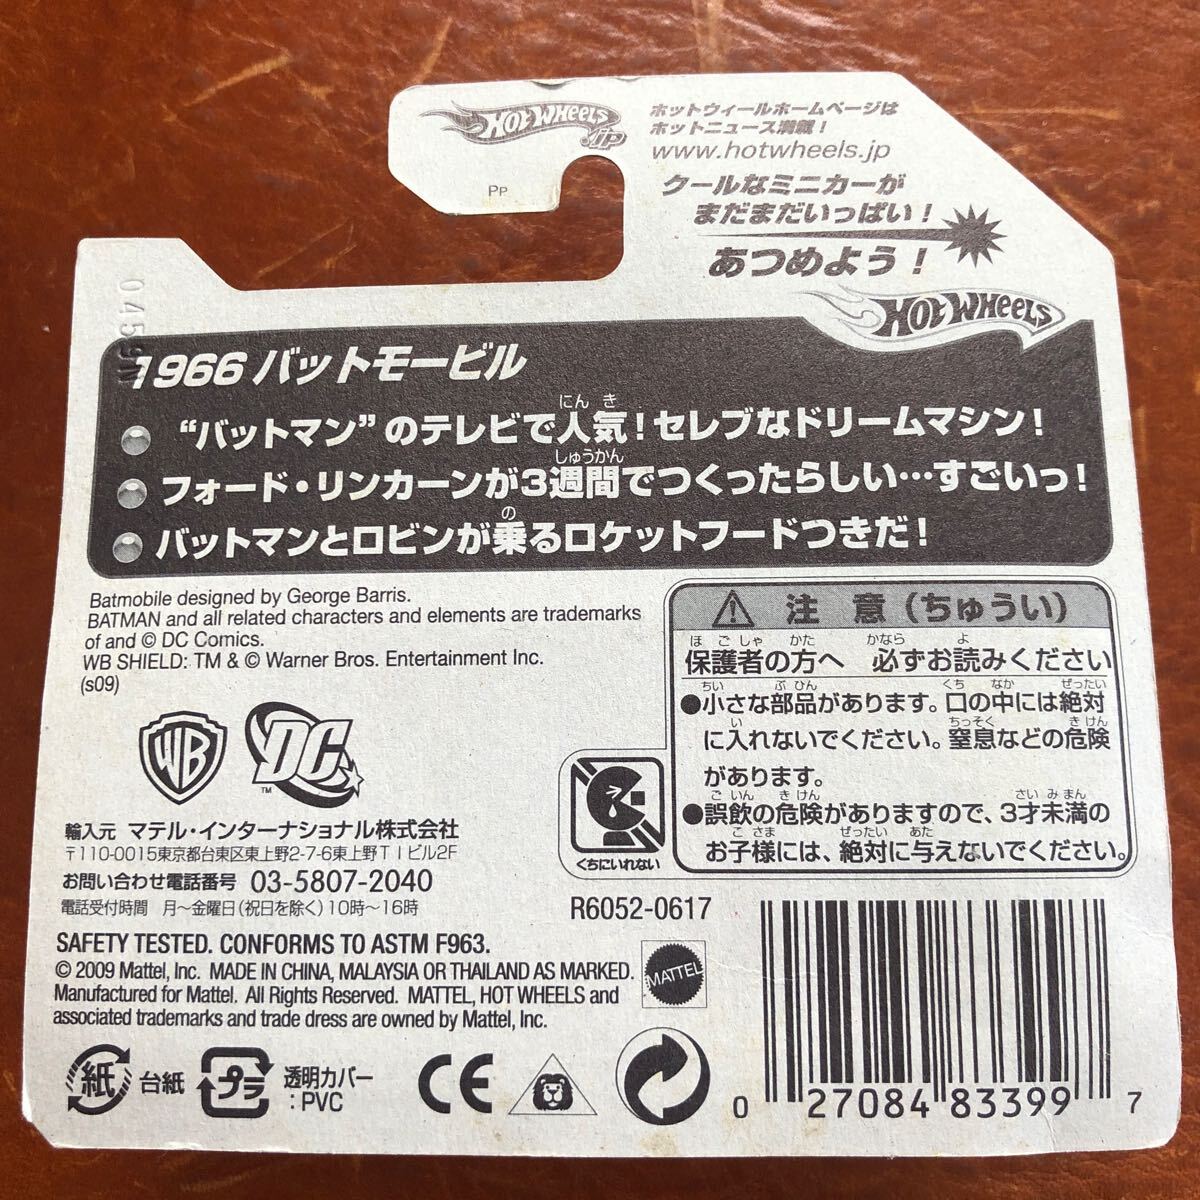 HOT WHEELS.jp
ホットウィールホームページは
ホットニュース満載！
www.hotwheels.jp
PP
クールなミニカーが
まだまだいっぱい！
あつめよう！
HOT WHEELS
1966 バットモービル
にん き
“バットマン”のテレビで人気！セレブなドリームマシン！
しゅうかん
フォード・リンカーンが3週間でつくったらしい…すごいっ！
の
バットマンとロビンが乗るロケットフードつきだ！
Batmobile designed by George Barris.
BATMAN and all related characters and elements are trademarks
of and © DC Comics.
WB SHIELD: TM & © Warner Bros. Entertainment Inc.
(s09)
WB
DC
TM
輸入元 マテル・インターナショナル株式会社
〒110-0015東京都台東区東上野2-7-6東上野ＴＩビル2F
お問い合わせ電話番号 03-5807-2040
電話受付時間 月～金曜日（祝日を除く）10時～16時
注 意（ちゅうい）
ほ ご しゃ かた かなら よ
保護者の方へ 必ずお読みください
ちい ぶ ひん くち なか ぜったい
●小さな部品があります。口の中には絶対
い ちっそく き けん
に入れないでください。窒息などの危険
があります。
ご いん き けん さい み まん
●誤飲の危険がありますので、3才未満の
こ さま ぜったい あた
お子様には、絶対に与えないでください。
くちにいれない
R6052-0617
SAFETY TESTED. CONFORMS TO ASTM F963.
© 2009 Mattel, Inc. MADE IN CHINA, MALAYSIA OR THAILAND AS MARKED.
Manufactured for Mattel. All Rights Reserved. MATTEL, HOT WHEELS and
associated trademarks and trade dress are owned by Mattel, Inc.
MATTEL
紙 台紙
プラ 透明カバー
：PVC
CE
0 27084 83399 7